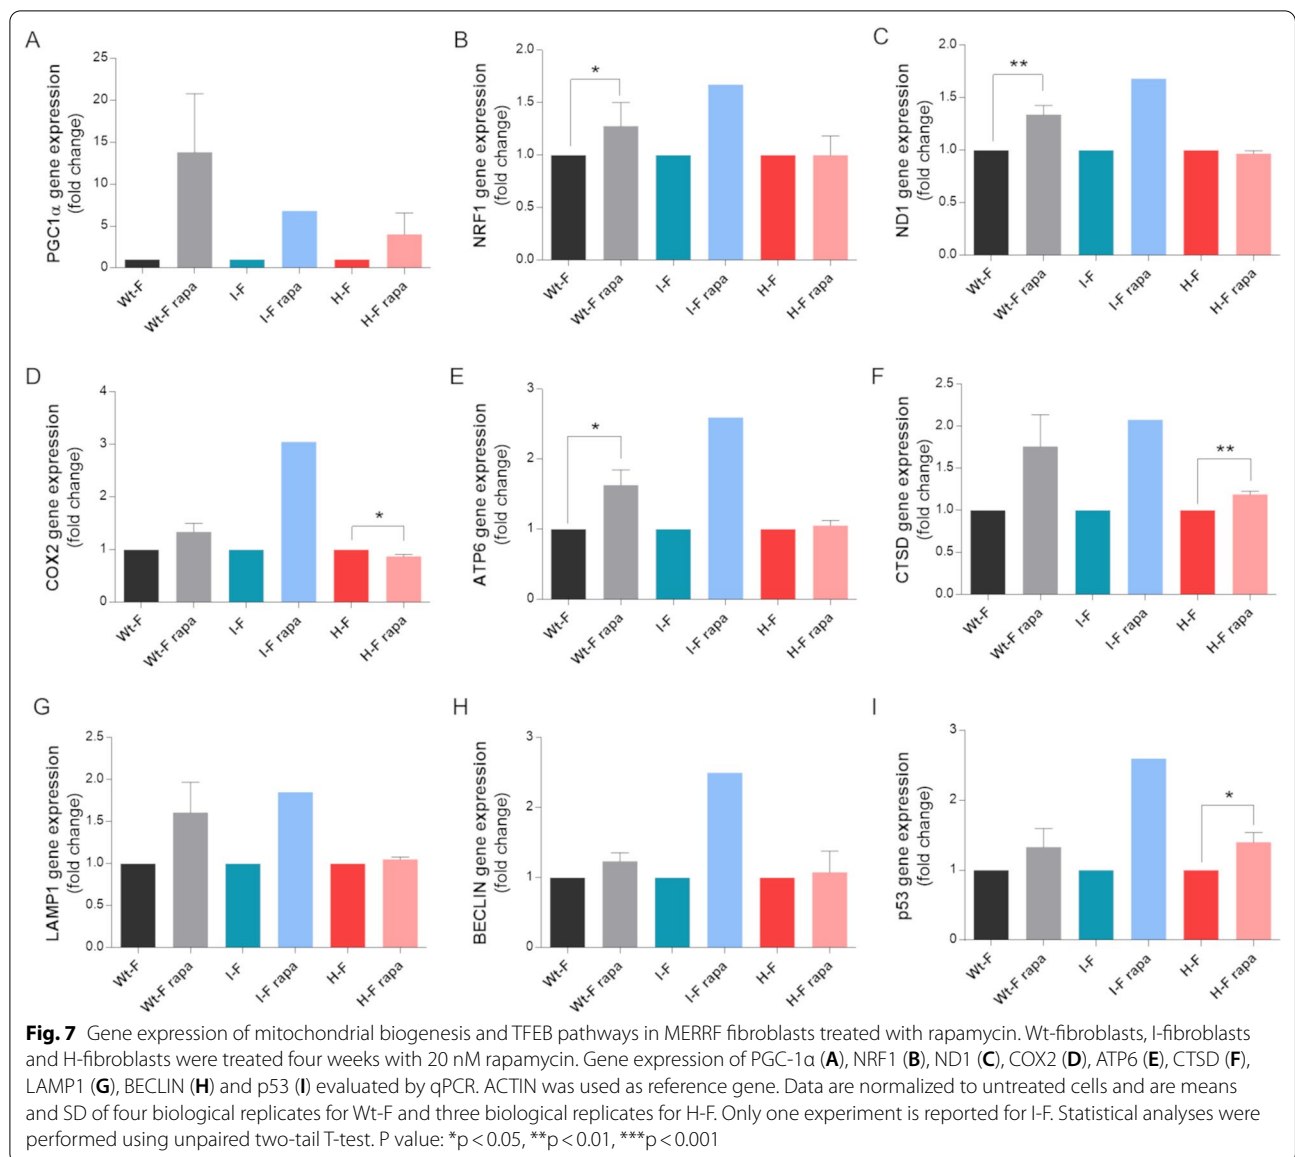 A
PGC1α gene expression
(fold change)
25
20
15
10
5
0
Wt-F
Wt-F rapa
I-F
I-F rapa
H-F
H-F rapa
B
NRF1 gene expression
(fold change)
2.0
1.5
1.0
0.5
0.0
*
Wt-F
Wt-F rapa
I-F
I-F rapa
H-F
H-F rapa
C
ND1 gene expression
(fold change)
2.0
1.5
1.0
0.5
0.0
**
Wt-F
Wt-F rapa
I-F
I-F rapa
H-F
H-F rapa
D
COX2 gene expression
(fold change)
4
3
2
1
0
*
Wt-F
Wt-F rapa
I-F
I-F rapa
H-F
H-F rapa
E
ATP6 gene expression
(fold change)
3
2
1
0
*
Wt-F
Wt-F rapa
I-F
I-F rapa
H-F
H-F rapa
F
CTSD gene expression
(fold change)
2.5
2.0
1.5
1.0
0.5
0.0
**
Wt-F
Wt-F rapa
I-F
I-F rapa
H-F
H-F rapa
G
LAMP1 gene expression
(fold change)
2.5
2.0
1.5
1.0
0.5
0.0
Wt-F
Wt-F rapa
I-F
I-F rapa
H-F
H-F rapa
H
BECLIN gene expression
(fold change)
3
2
1
0
Wt-F
Wt-F rapa
I-F
I-F rapa
H-F
H-F rapa
I
p53 gene expression
(fold change)
3
2
1
0
*
Wt-F
Wt-F rapa
I-F
I-F rapa
H-F
H-F rapa
Fig. 7 Gene expression of mitochondrial biogenesis and TFEB pathways in MERRF fibroblasts treated with rapamycin. Wt-fibroblasts, I-fibroblasts
and H-fibroblasts were treated four weeks with 20 nM rapamycin. Gene expression of PGC-1α (A), NRF1 (B), ND1 (C), COX2 (D), ATP6 (E), CTSD (F),
LAMP1 (G), BECLIN (H) and p53 (I) evaluated by qPCR. ACTIN was used as reference gene. Data are normalized to untreated cells and are means
and SD of four biological replicates for Wt-F and three biological replicates for H-F. Only one experiment is reported for I-F. Statistical analyses were
performed using unpaired two-tail T-test. P value: *p < 0.05, **p < 0.01, ***p < 0.001